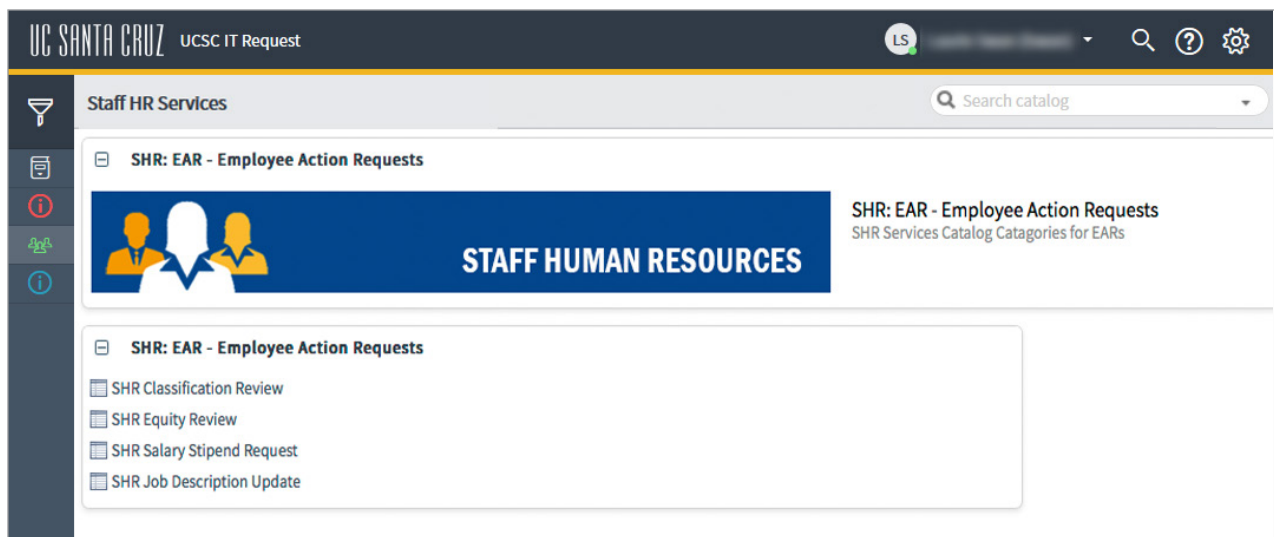 UC SANTA CRUZ UCSC IT Request LS
Staff HR Services Search catalog
SHR: EAR - Employee Action Requests
STAFF HUMAN RESOURCES
SHR: EAR - Employee Action Requests
SHR Services Catalog Catagories for EARs
SHR: EAR - Employee Action Requests
SHR Classification Review
SHR Equity Review
SHR Salary Stipend Request
SHR Job Description Update